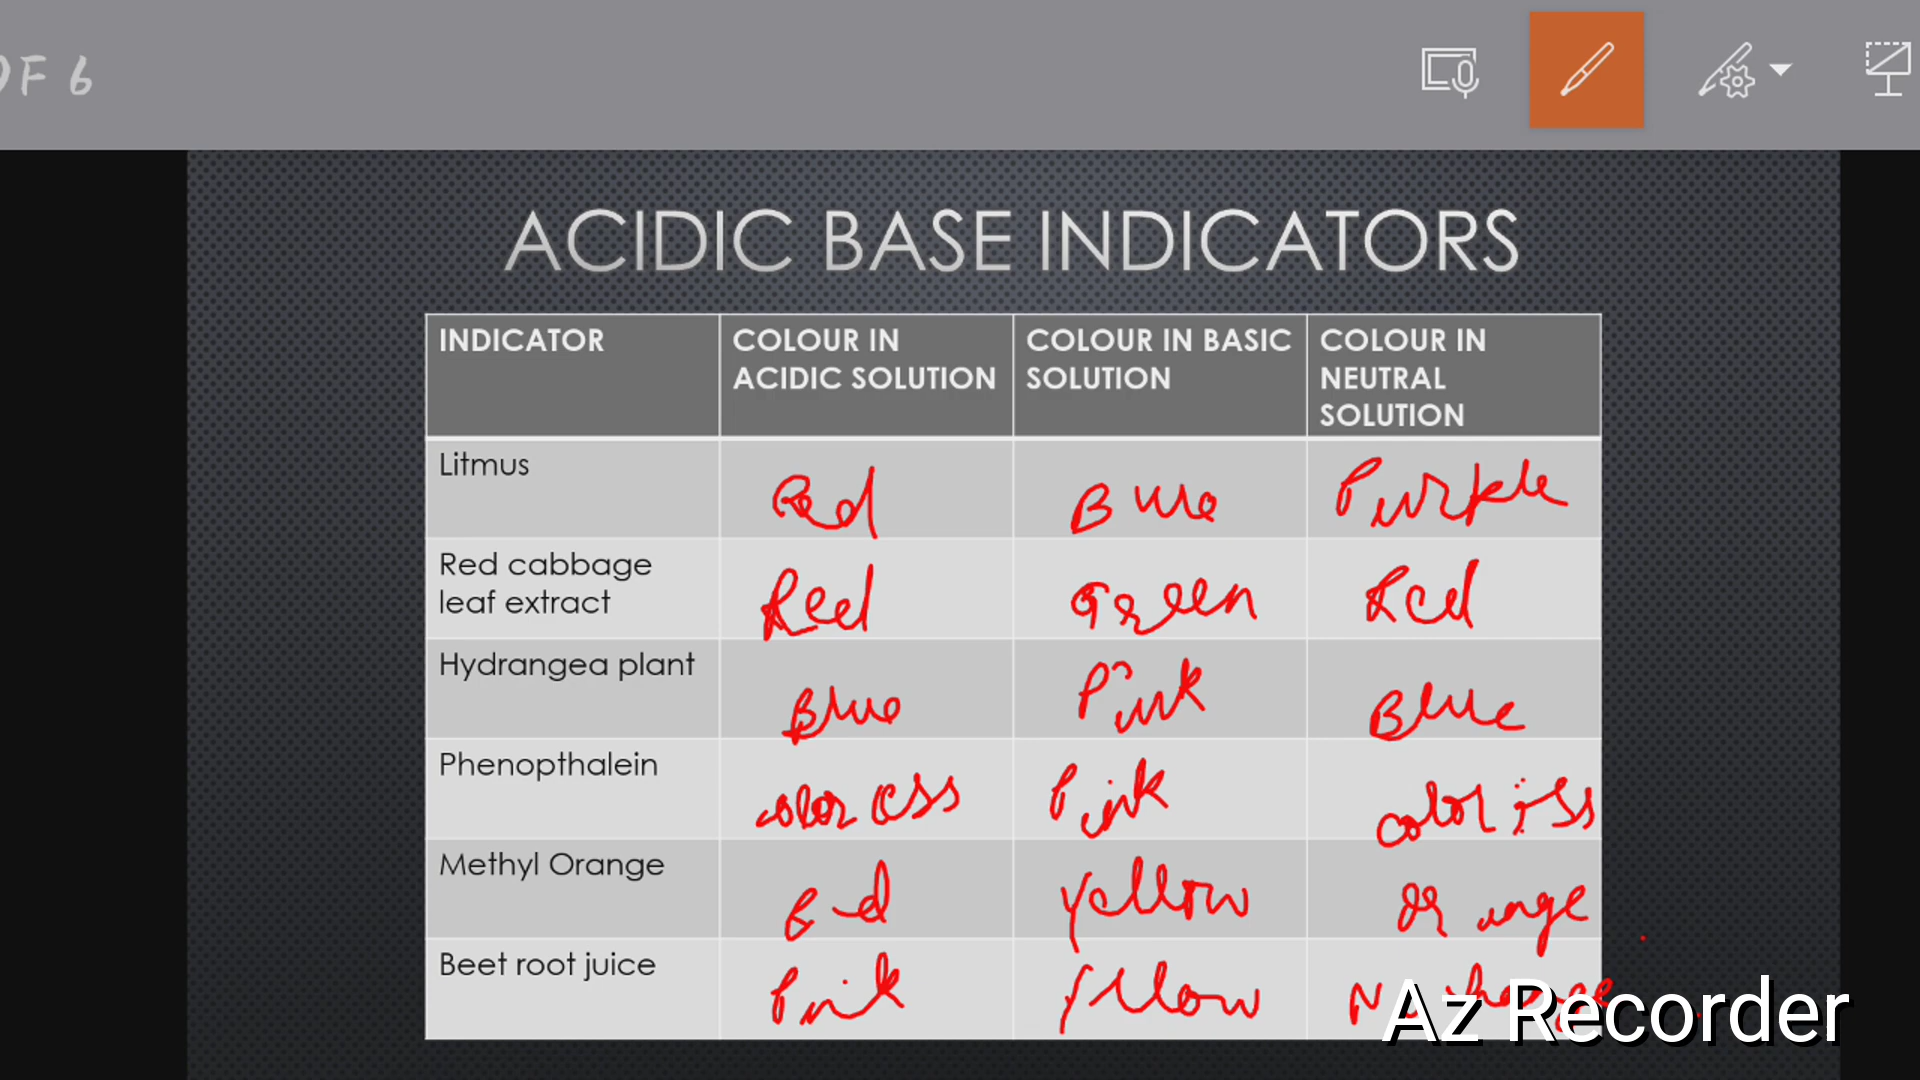 OF 6
ACIDIC BASE INDICATORS
INDICATOR
COLOUR IN ACIDIC SOLUTION
COLOUR IN BASIC SOLUTION
COLOUR IN NEUTRAL SOLUTION
Litmus
Red
Blue
Purple
Red cabbage leaf extract
Red
Green
Red
Hydrangea plant
Blue
Pink
Blue
Phenopthalein
Pink
Methyl Orange
Red
Yellow
Orange
Beet root juice
Pink
Yellow
No change
Az Recorder